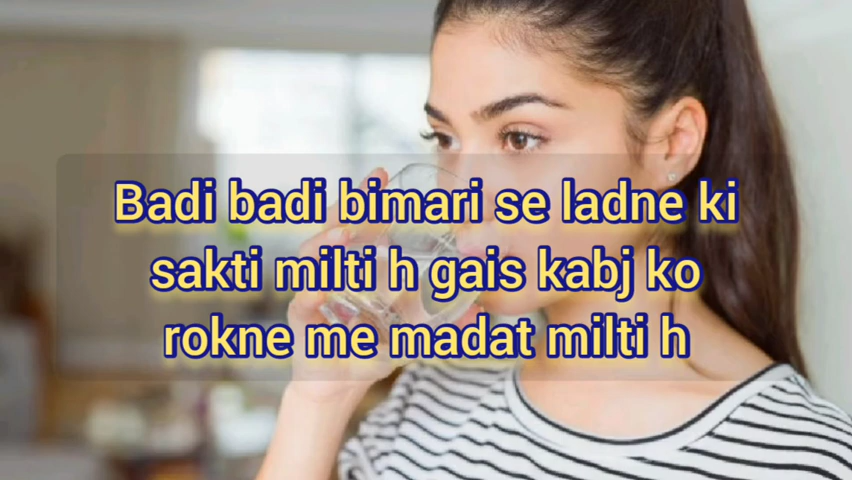 Badi badi bimari se ladne ki
sakti milti h gais kabj ko
rokne me madat milti h